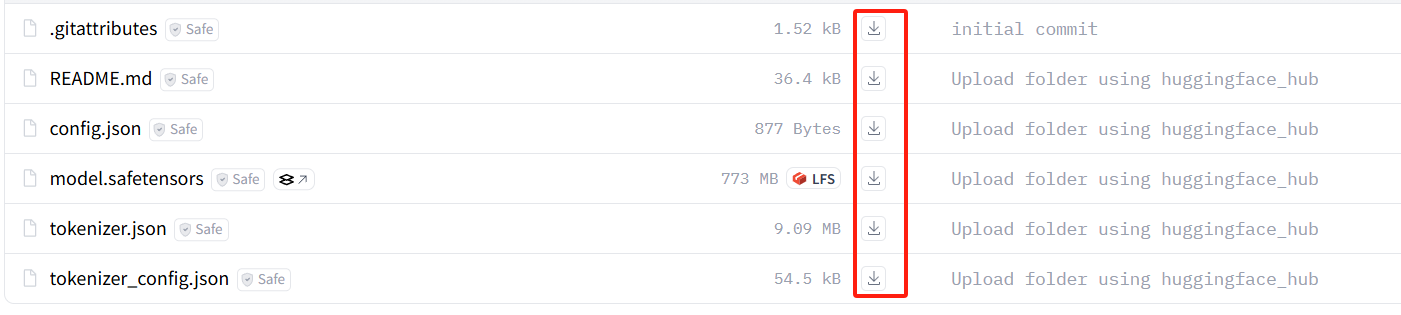 .gitattributes Safe 1.52 kB initial commit
README.md Safe 36.4 kB Upload folder using huggingface_hub
config.json Safe 877 Bytes Upload folder using huggingface_hub
model.safetensors Safe 773 MB LFS Upload folder using huggingface_hub
tokenizer.json Safe 9.09 MB Upload folder using huggingface_hub
tokenizer_config.json Safe 54.5 kB Upload folder using huggingface_hub